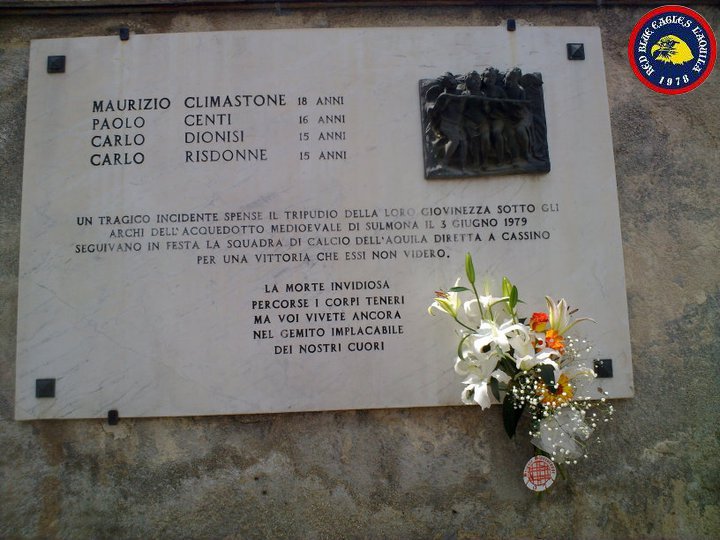 RED BLUE EAGLES L'AQUILA
1978
MAURIZIO CLIMASTONE 18 ANNI
PAOLO CENTI 16 ANNI
CARLO DIONISI 15 ANNI
CARLO RISDONNE 15 ANNI
UN TRAGICO INCIDENTE SPENSE IL TRIPUDIO DELLA LORO GIOVINEZZA SOTTO GLI
ARCHI DELL'ACQUEDOTTO MEDIOEVALE DI SULMONA IL 3 GIUGNO 1979
SEGUIVANO IN FESTA LA SQUADRA DI CALCIO DELL'AQUILA DIRETTA A CASSINO
PER UNA VITTORIA CHE ESSI NON VIDERO.
LA MORTE INVIDIOSA
PERCORSE I CORPI TENERI
MA VOI VIVETE ANCORA
NEL GEMITO IMPLACABILE
DEI NOSTRI CUORI